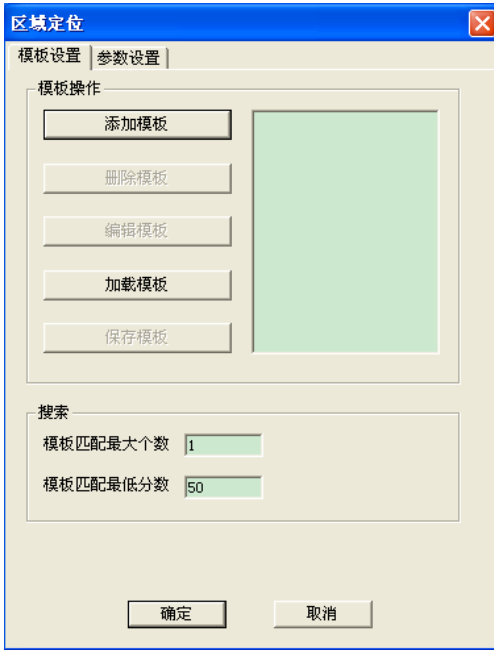 区域定位
模板设置 参数设置
模板操作
添加模板
删除模板
编辑模板
加载模板
保存模板
搜索
模板匹配最大个数 1
模板匹配最低分数 50
确定 取消